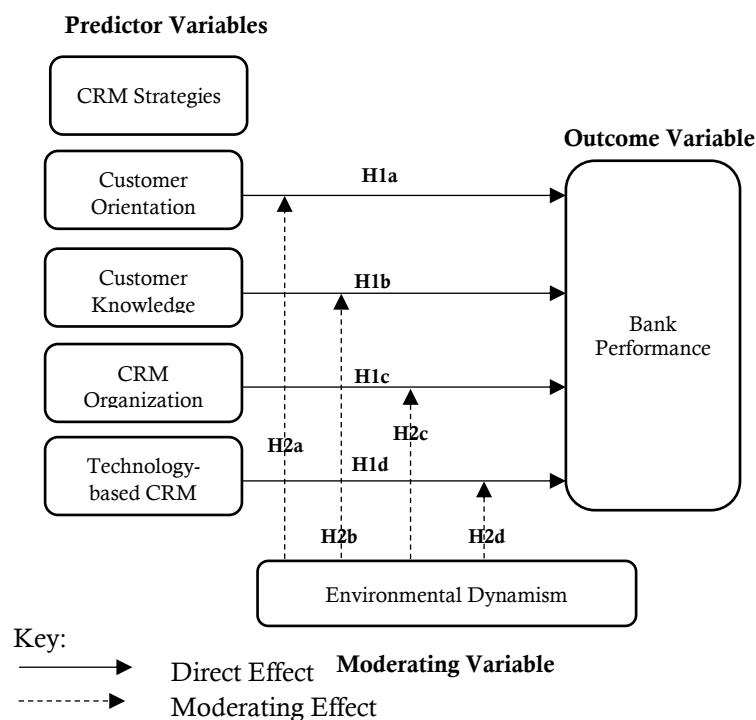 Predictor Variables
CRM Strategies
Outcome Variable
Customer
Orientation
H1a
Customer
Knowledge
H1b
Bank
Performance
CRM
Organization
H1c
H2c
H2a
Technology-
based CRM
H1d
H2b
H2d
Environmental Dynamism
Key:
Direct Effect
Moderating Variable
Moderating Effect